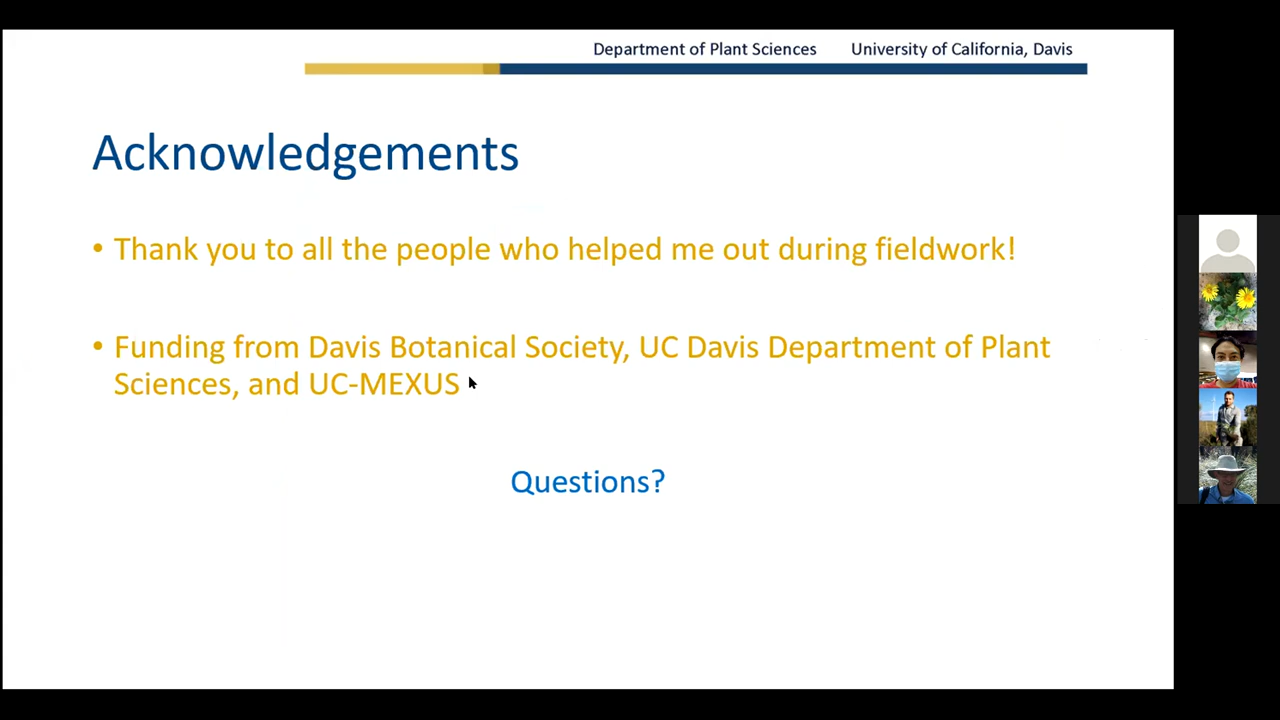 Department of Plant Sciences University of California, Davis
Acknowledgements
• Thank you to all the people who helped me out during fieldwork!
• Funding from Davis Botanical Society, UC Davis Department of Plant
Sciences, and UC-MEXUS
Questions?